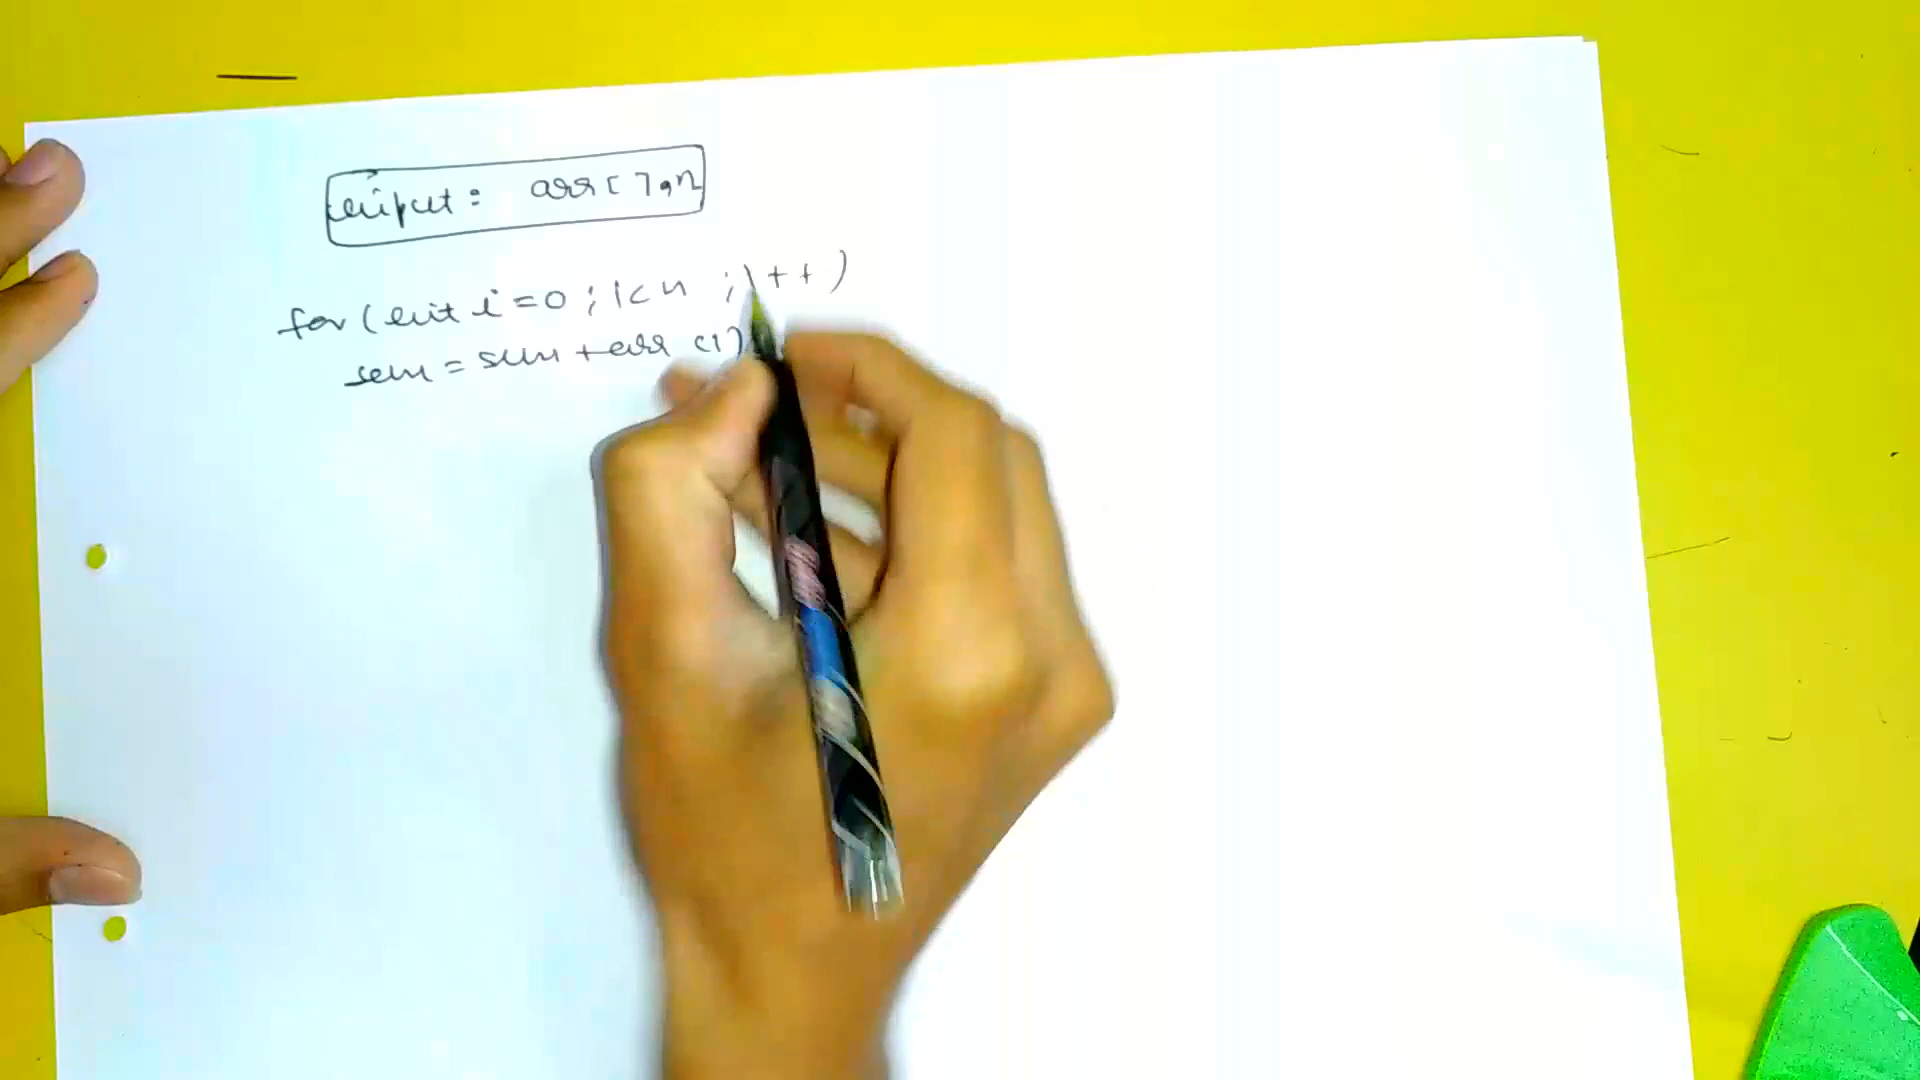 input: arr[],n
for(int i=0;i<n;i++)
sum=sum+arr[i]